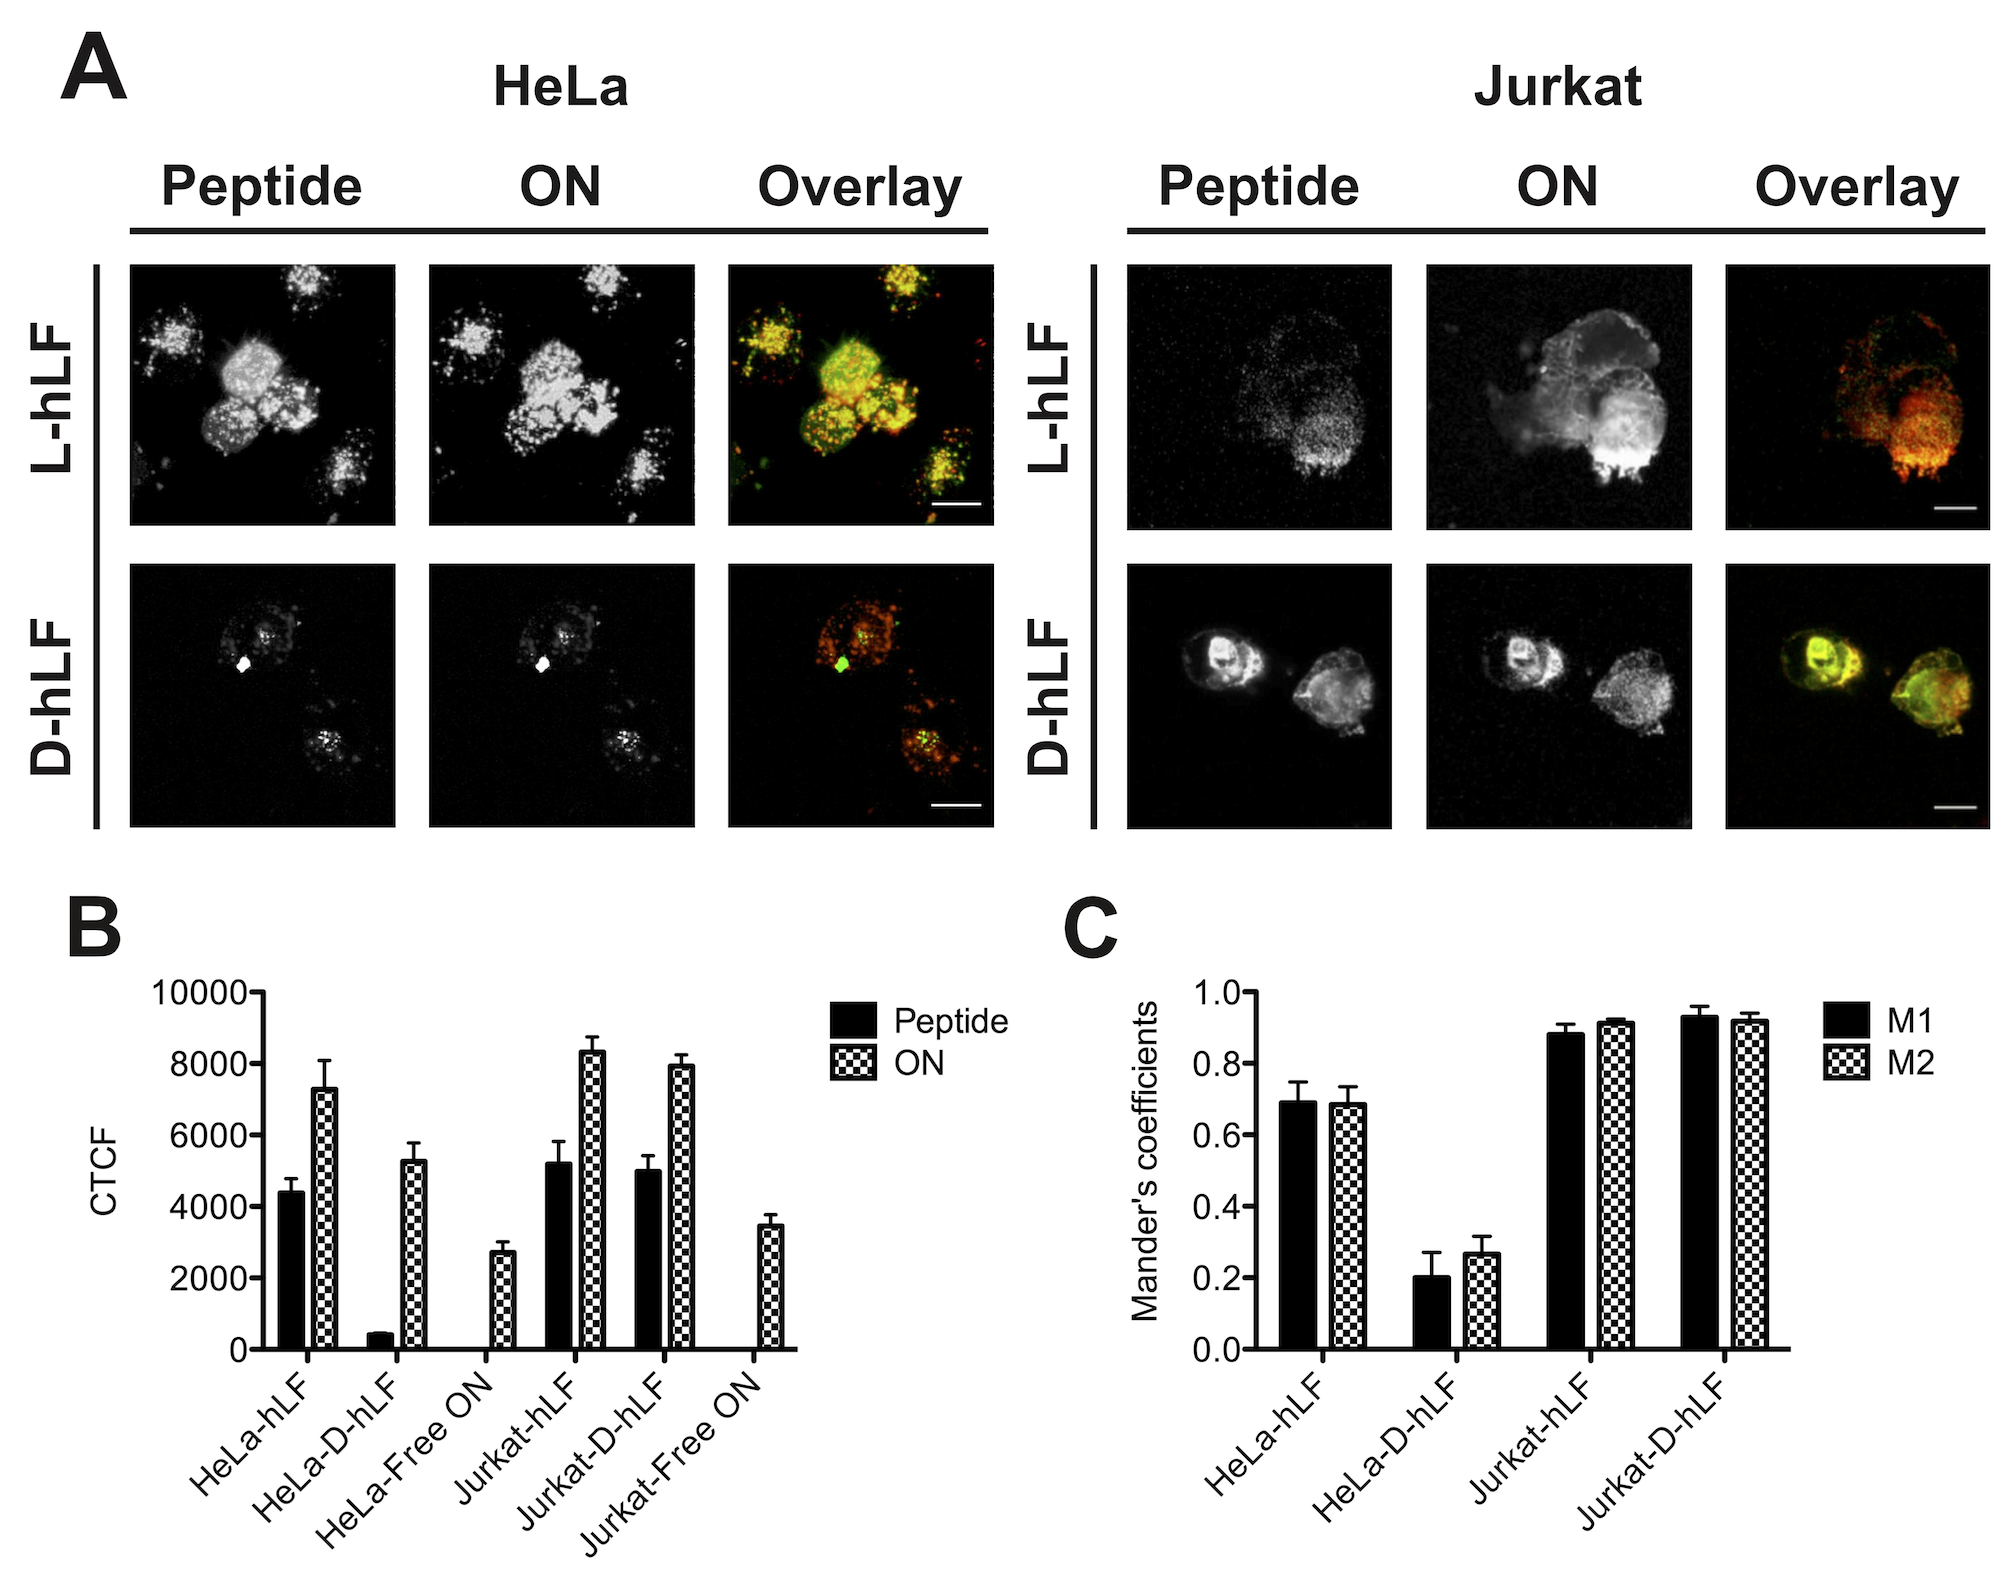 A
HeLa
Jurkat
Peptide ON Overlay
Peptide ON Overlay
L-hLF
D-hLF
L-hLF
D-hLF
B
CTCF
10000
8000
6000
4000
2000
0
HeLa-hLF
HeLa-D-hLF
HeLa-Free ON
Jurkat-hLF
Jurkat-D-hLF
Jurkat-Free ON
Peptide
ON
C
Mander's coefficients
1.0
0.8
0.6
0.4
0.2
0.0
HeLa-hLF
HeLa-D-hLF
Jurkat-hLF
Jurkat-D-hLF
M1
M2